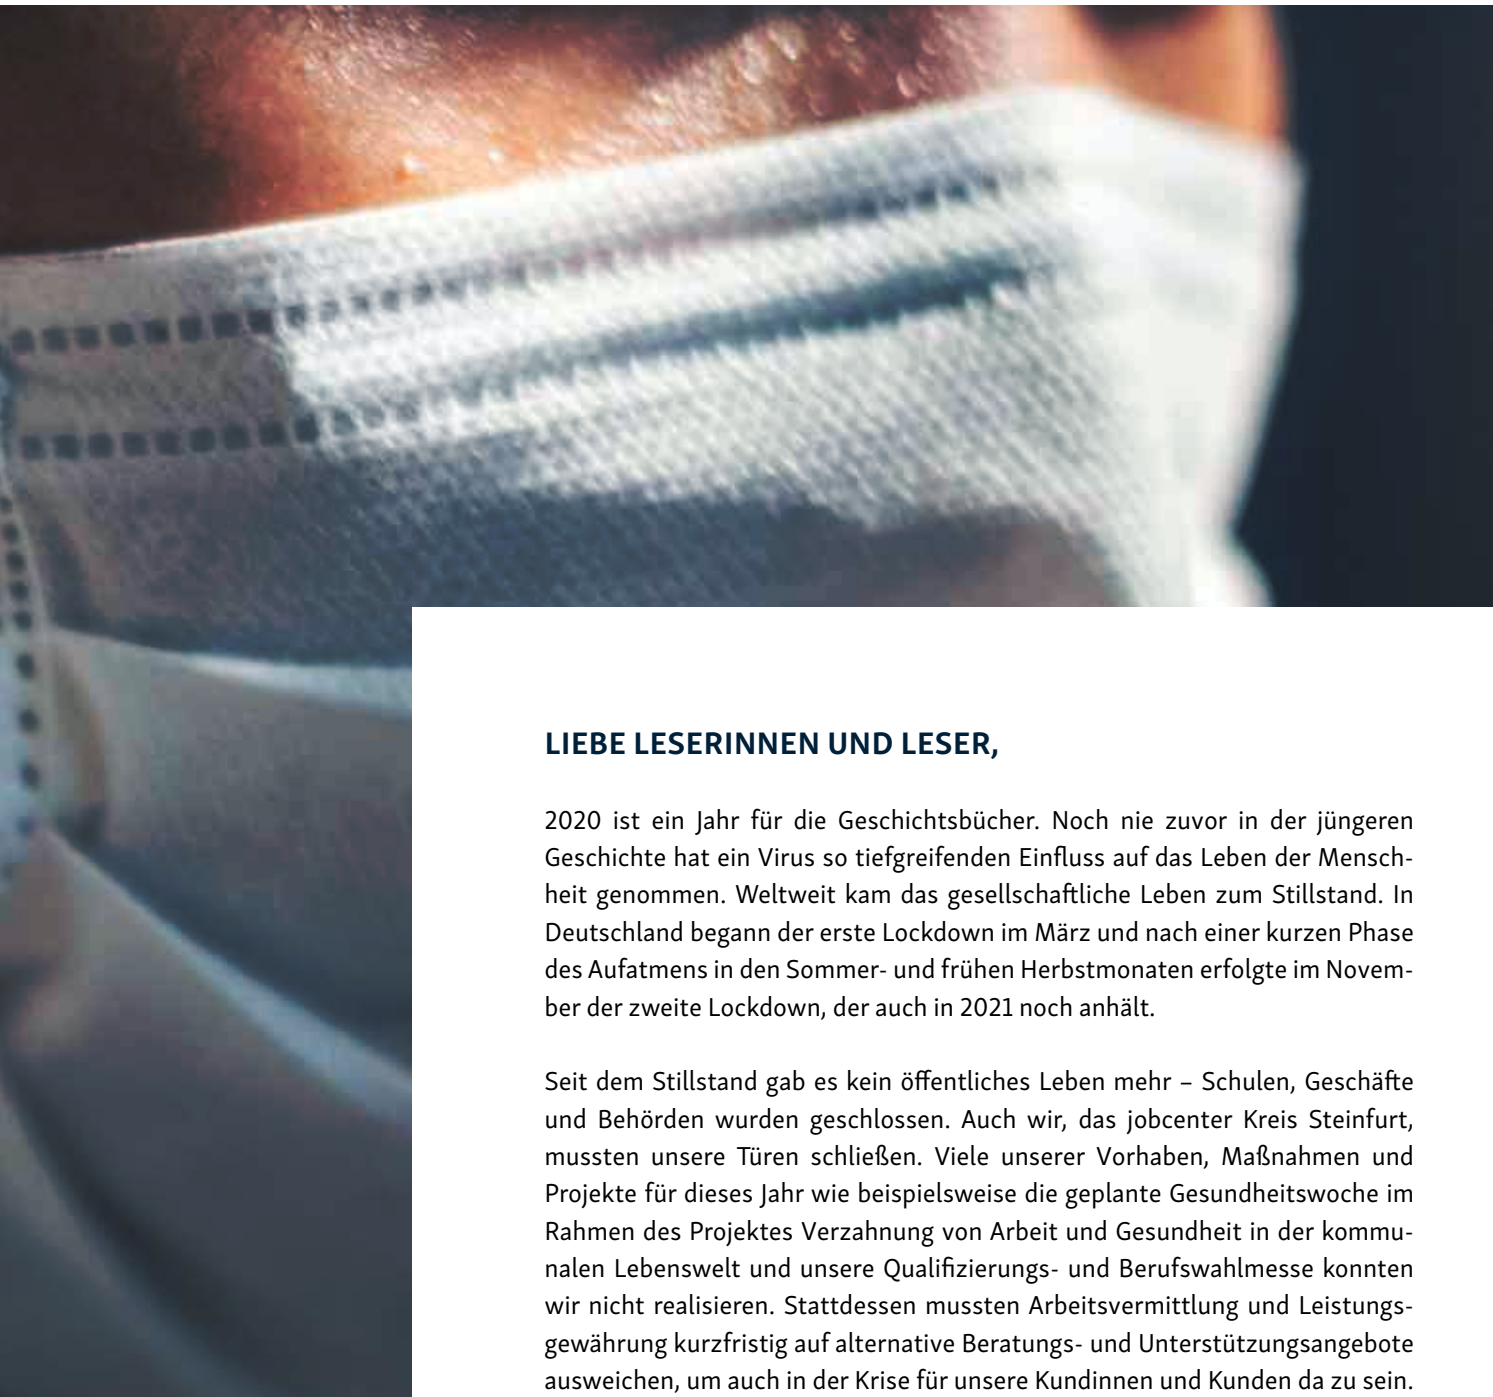 LIEBE LESERINNEN UND LESER,
2020 ist ein Jahr für die Geschichtsbücher. Noch nie zuvor in der jüngeren
Geschichte hat ein Virus so tiefgreifenden Einfluss auf das Leben der Mensch-
heit genommen. Weltweit kam das gesellschaftliche Leben zum Stillstand. In
Deutschland begann der erste Lockdown im März und nach einer kurzen Phase
des Aufatmens in den Sommer- und frühen Herbstmonaten erfolgte im Novem-
ber der zweite Lockdown, der auch in 2021 noch anhält.
Seit dem Stillstand gab es kein öffentliches Leben mehr – Schulen, Geschäfte
und Behörden wurden geschlossen. Auch wir, das jobcenter Kreis Steinfurt,
mussten unsere Türen schließen. Viele unserer Vorhaben, Maßnahmen und
Projekte für dieses Jahr wie beispielsweise die geplante Gesundheitswoche im
Rahmen des Projektes Verzahnung von Arbeit und Gesundheit in der kommu-
nalen Lebenswelt und unsere Qualifizierungs- und Berufswahlmesse konnten
wir nicht realisieren. Stattdessen mussten Arbeitsvermittlung und Leistungs-
gewährung kurzfristig auf alternative Beratungs- und Unterstützungsangebote
ausweichen, um auch in der Krise für unsere Kundinnen und Kunden da zu sein.